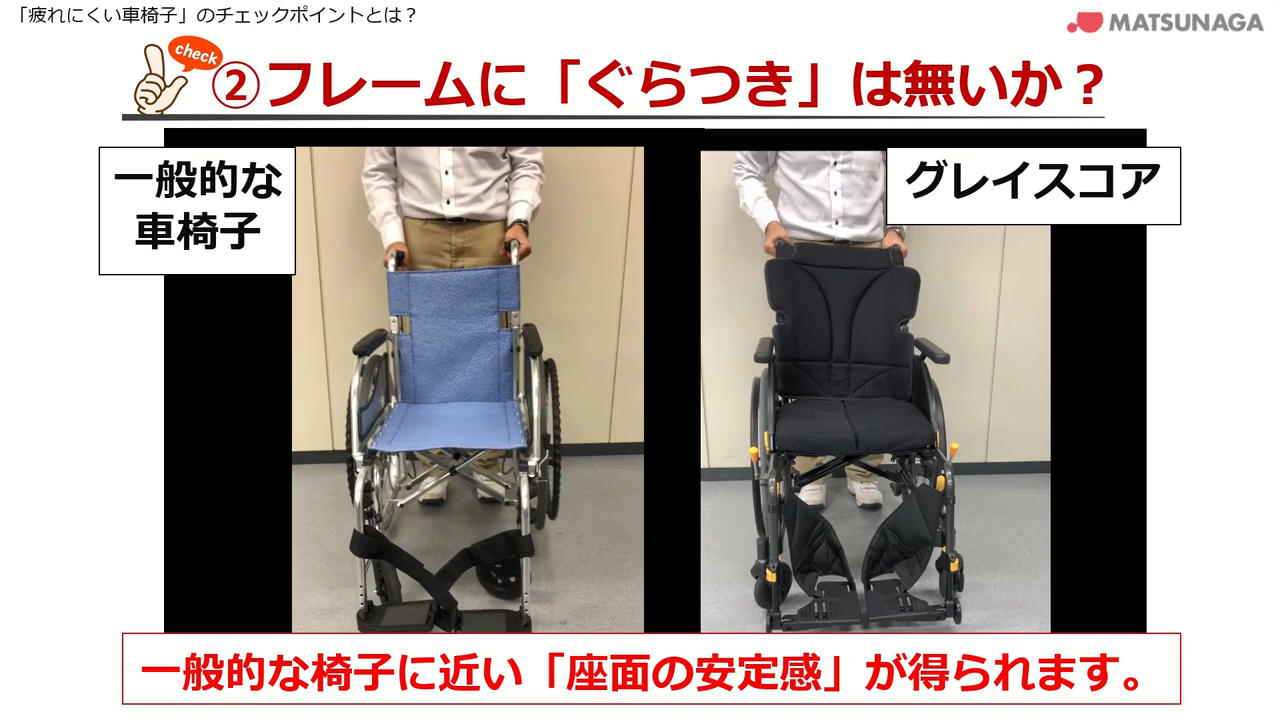 「疲れにくい車椅子」のチェックポイントとは？
MATSUNAGA
check
②フレームに「ぐらつき」は無いか？
一般的な
車椅子
グレイスコア
一般的な椅子に近い「座面の安定感」が得られます。